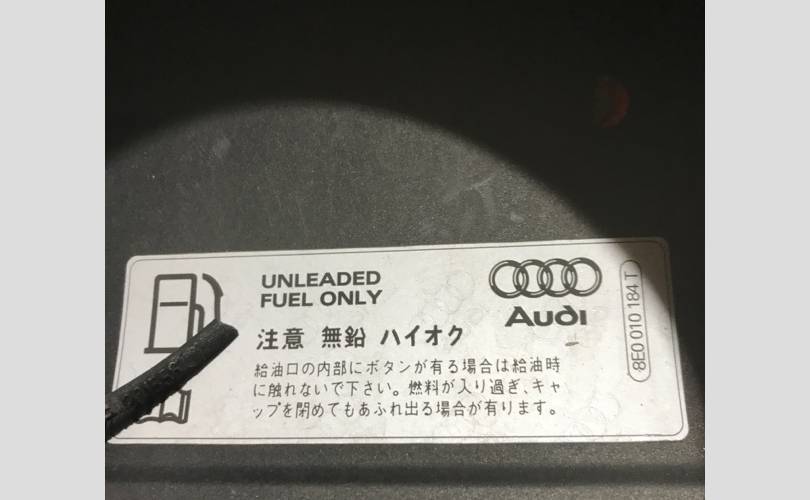 UNLEADED
FUEL ONLY
Audi
8E0 010 184 T
注意 無鉛 ハイオク
給油口の内部にボタンが有る場合は給油時
に触れないで下さい。燃料が入り過ぎ、キャ
ップを閉めてもあふれ出る場合が有ります。